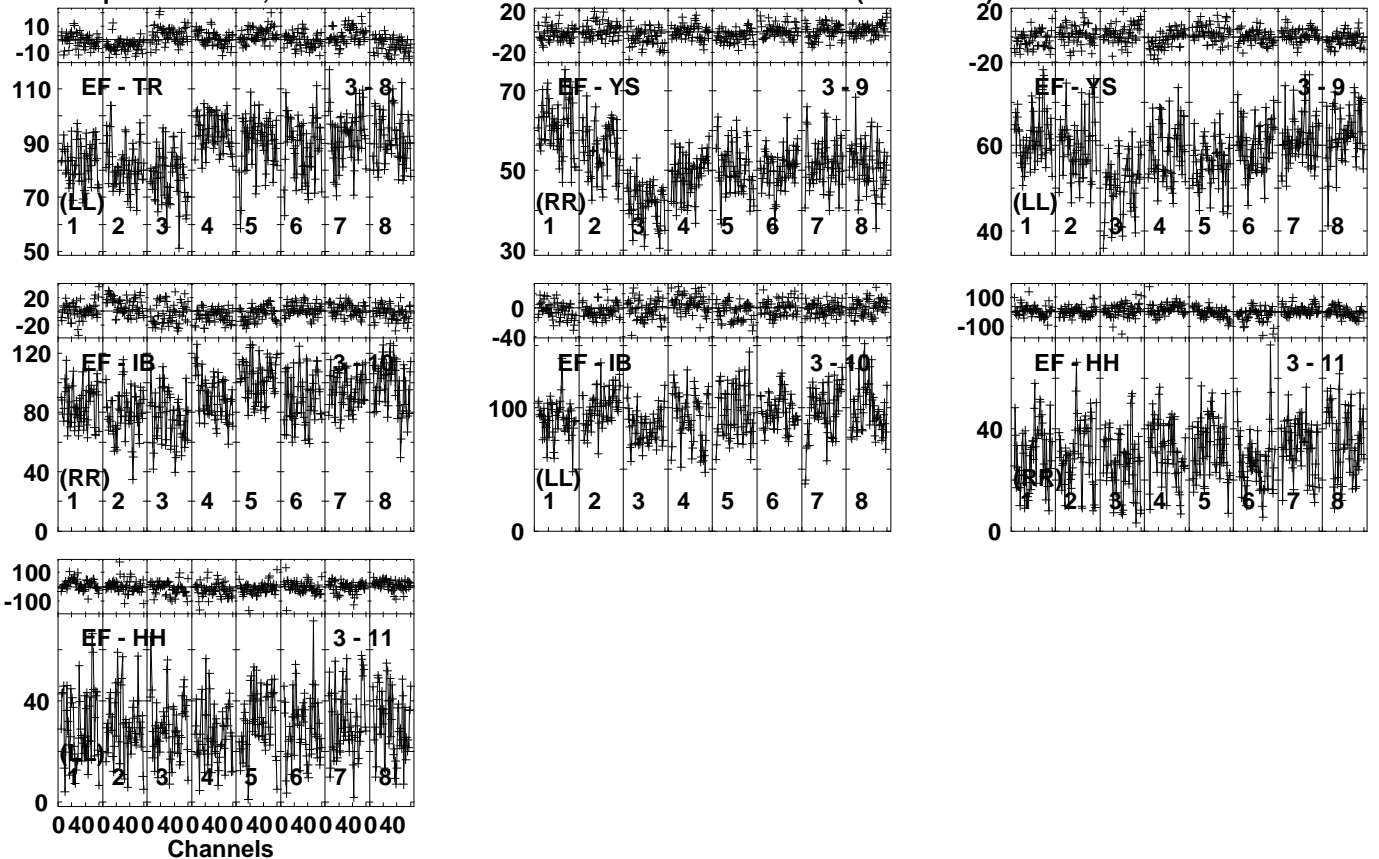 10
-10
EF - TR 3 - 8
110
90
70
50
(LL)
1 2 3 4 5 6 7 8
20
-20
EF - YS 3 - 9
70
50
30
(RR)
1 2 3 4 5 6 7 8
20
-20
EF - YS 3 - 9
60
40
(LL)
1 2 3 4 5 6 7 8
20
-20
EF - IB 3 - 10
120
80
40
0
(RR)
1 2 3 4 5 6 7 8
0
-40
EF - IB 3 - 10
100
0
(LL)
1 2 3 4 5 6 7 8
100
-100
EF - HH 3 - 11
40
0
(RR)
1 2 3 4 5 6 7 8
100
-100
EF - HH 3 - 11
40
0
(LL)
1 2 3 4 5 6 7 8
0 40 0 40 0 40 0 40 0 40 0 40 0 40 0 40
Channels